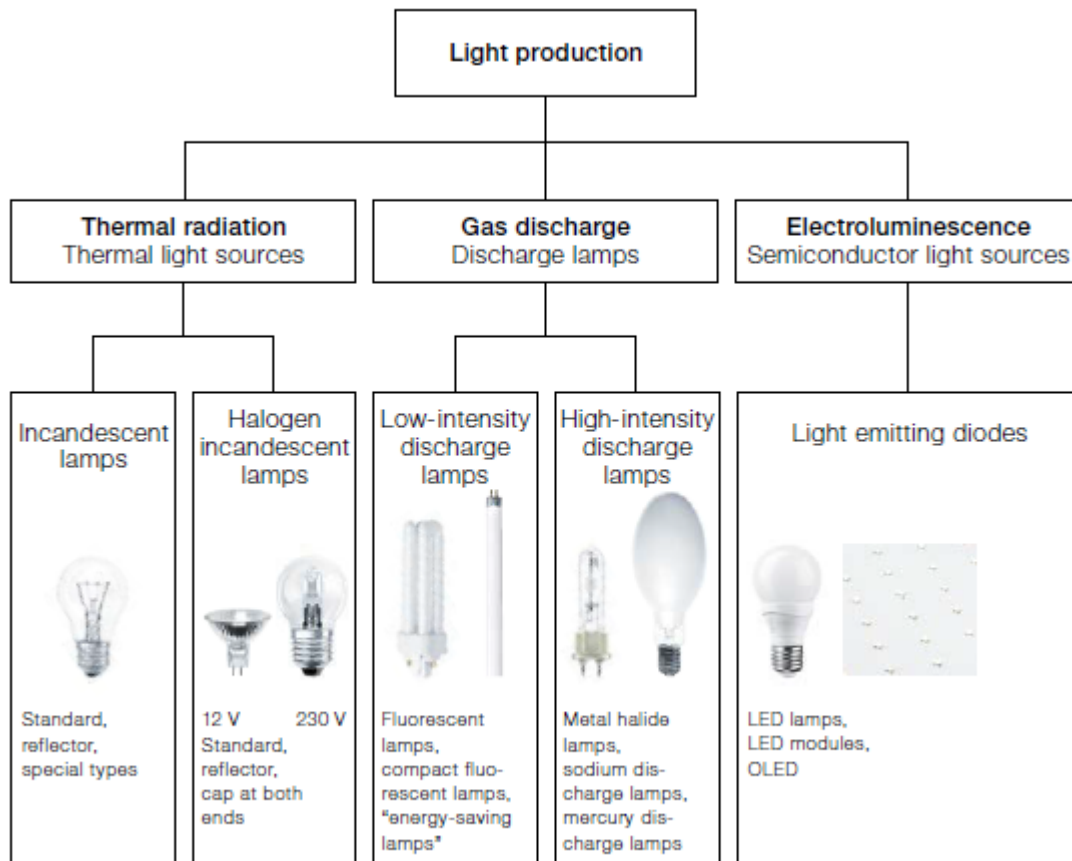 Light production
Thermal radiation
Thermal light sources
Gas discharge
Discharge lamps
Electroluminescence
Semiconductor light sources
Incandescent
lamps
Halogen
incandescent
lamps
Low-intensity
discharge
lamps
High-intensity
discharge
lamps
Light emitting diodes
Standard,
reflector,
special types
12 V 230 V
Standard,
reflector,
cap at both
ends
Fluorescent
lamps,
compact fluo-
rescent lamps,
"energy-saving
lamps"
Metal halide
lamps,
sodium dis-
charge lamps,
mercury dis-
charge lamps
LED lamps,
LED modules,
OLED